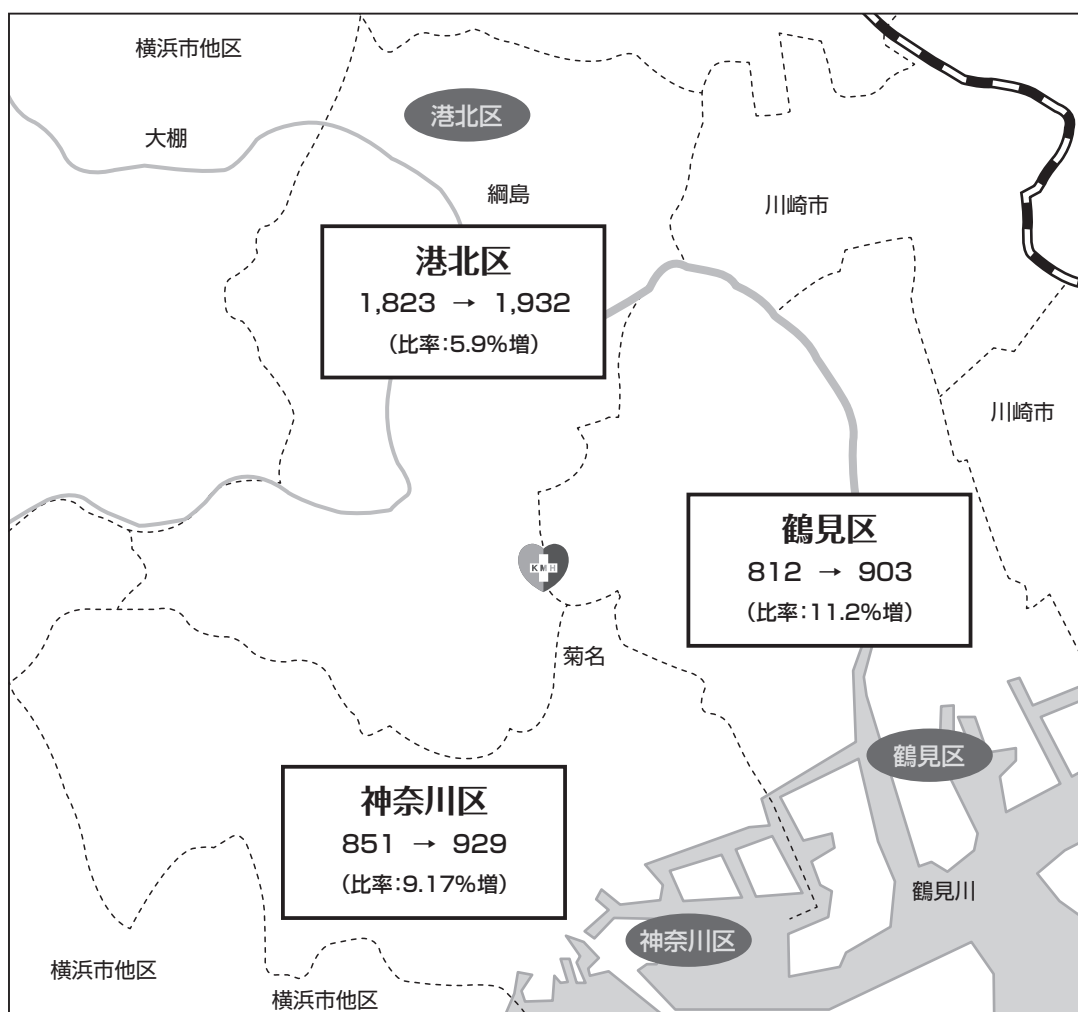 横浜市他区
港北区
大棚
綱島
川崎市
港北区
1,823 → 1,932
(比率:5.9%増)
川崎市
鶴見区
812 → 903
(比率:11.2%増)
KMH
菊名
鶴見区
神奈川区
851 → 929
(比率:9.17%増)
鶴見川
神奈川区
横浜市他区
横浜市他区